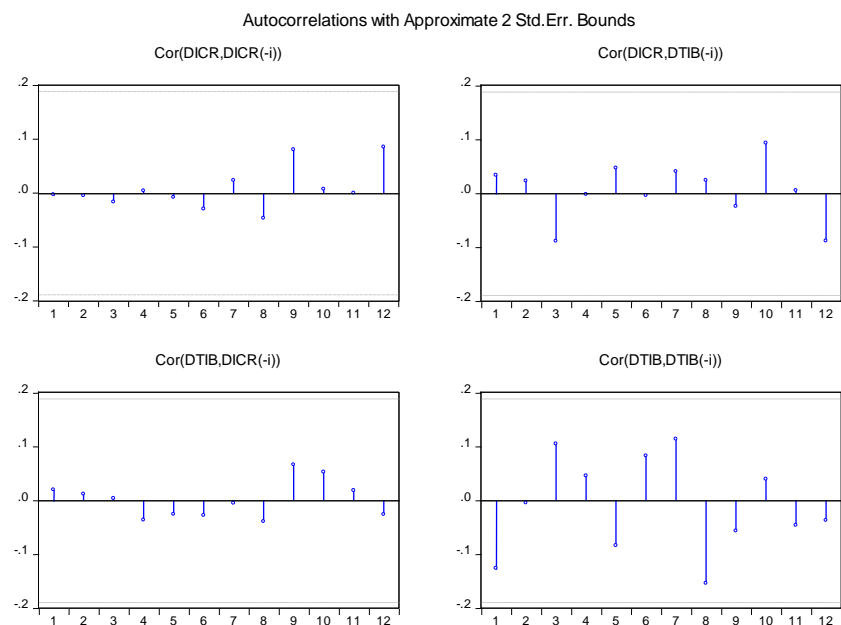 Autocorrelations with Approximate 2 Std.Err. Bounds
Cor(DICR,DICR(-i))
.2
.1
.0
-.1
-.2
1 2 3 4 5 6 7 8 9 10 11 12
Cor(DICR,DTIB(-i))
.2
.1
.0
-.1
-.2
1 2 3 4 5 6 7 8 9 10 11 12
Cor(DTIB,DICR(-i))
.2
.1
.0
-.1
-.2
1 2 3 4 5 6 7 8 9 10 11 12
Cor(DTIB,DTIB(-i))
.2
.1
.0
-.1
-.2
1 2 3 4 5 6 7 8 9 10 11 12